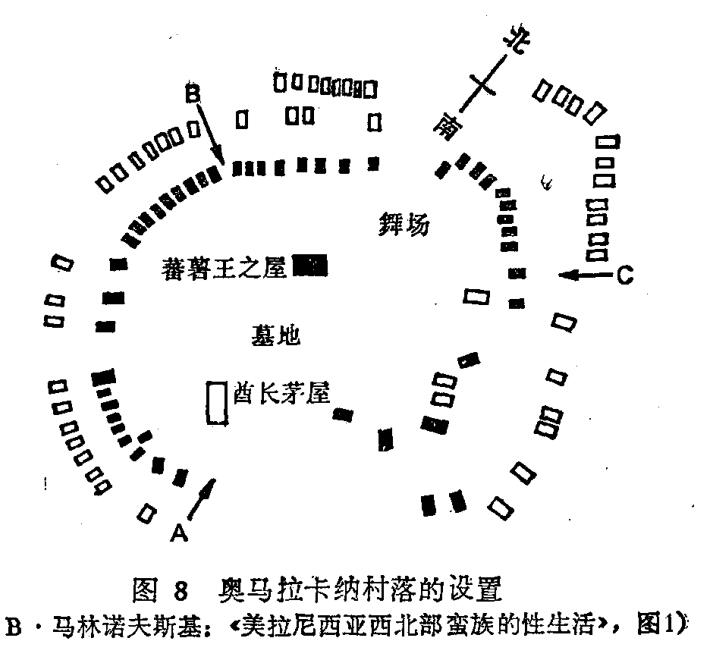 北
B
南
舞场
蕃薯王之屋
C
墓地
酋长茅屋
A
图 8 奥马拉卡纳村落的设置
B·马林诺夫斯基：《美拉尼西亚西北部蛮族的性生活》，图1）